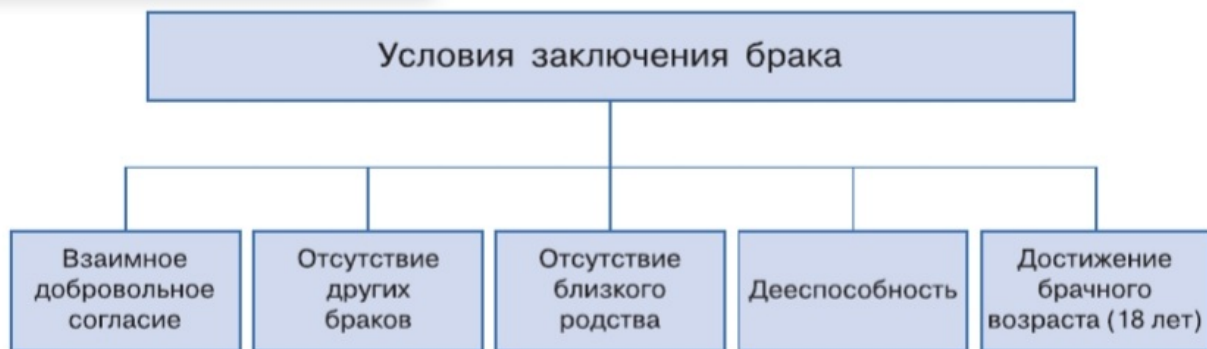 Условия заключения брака
Взаимное
добровольное
согласие
Отсутствие
других
браков
Отсутствие
близкого
родства
Дееспособность
Достижение
брачного
возраста (18 лет)